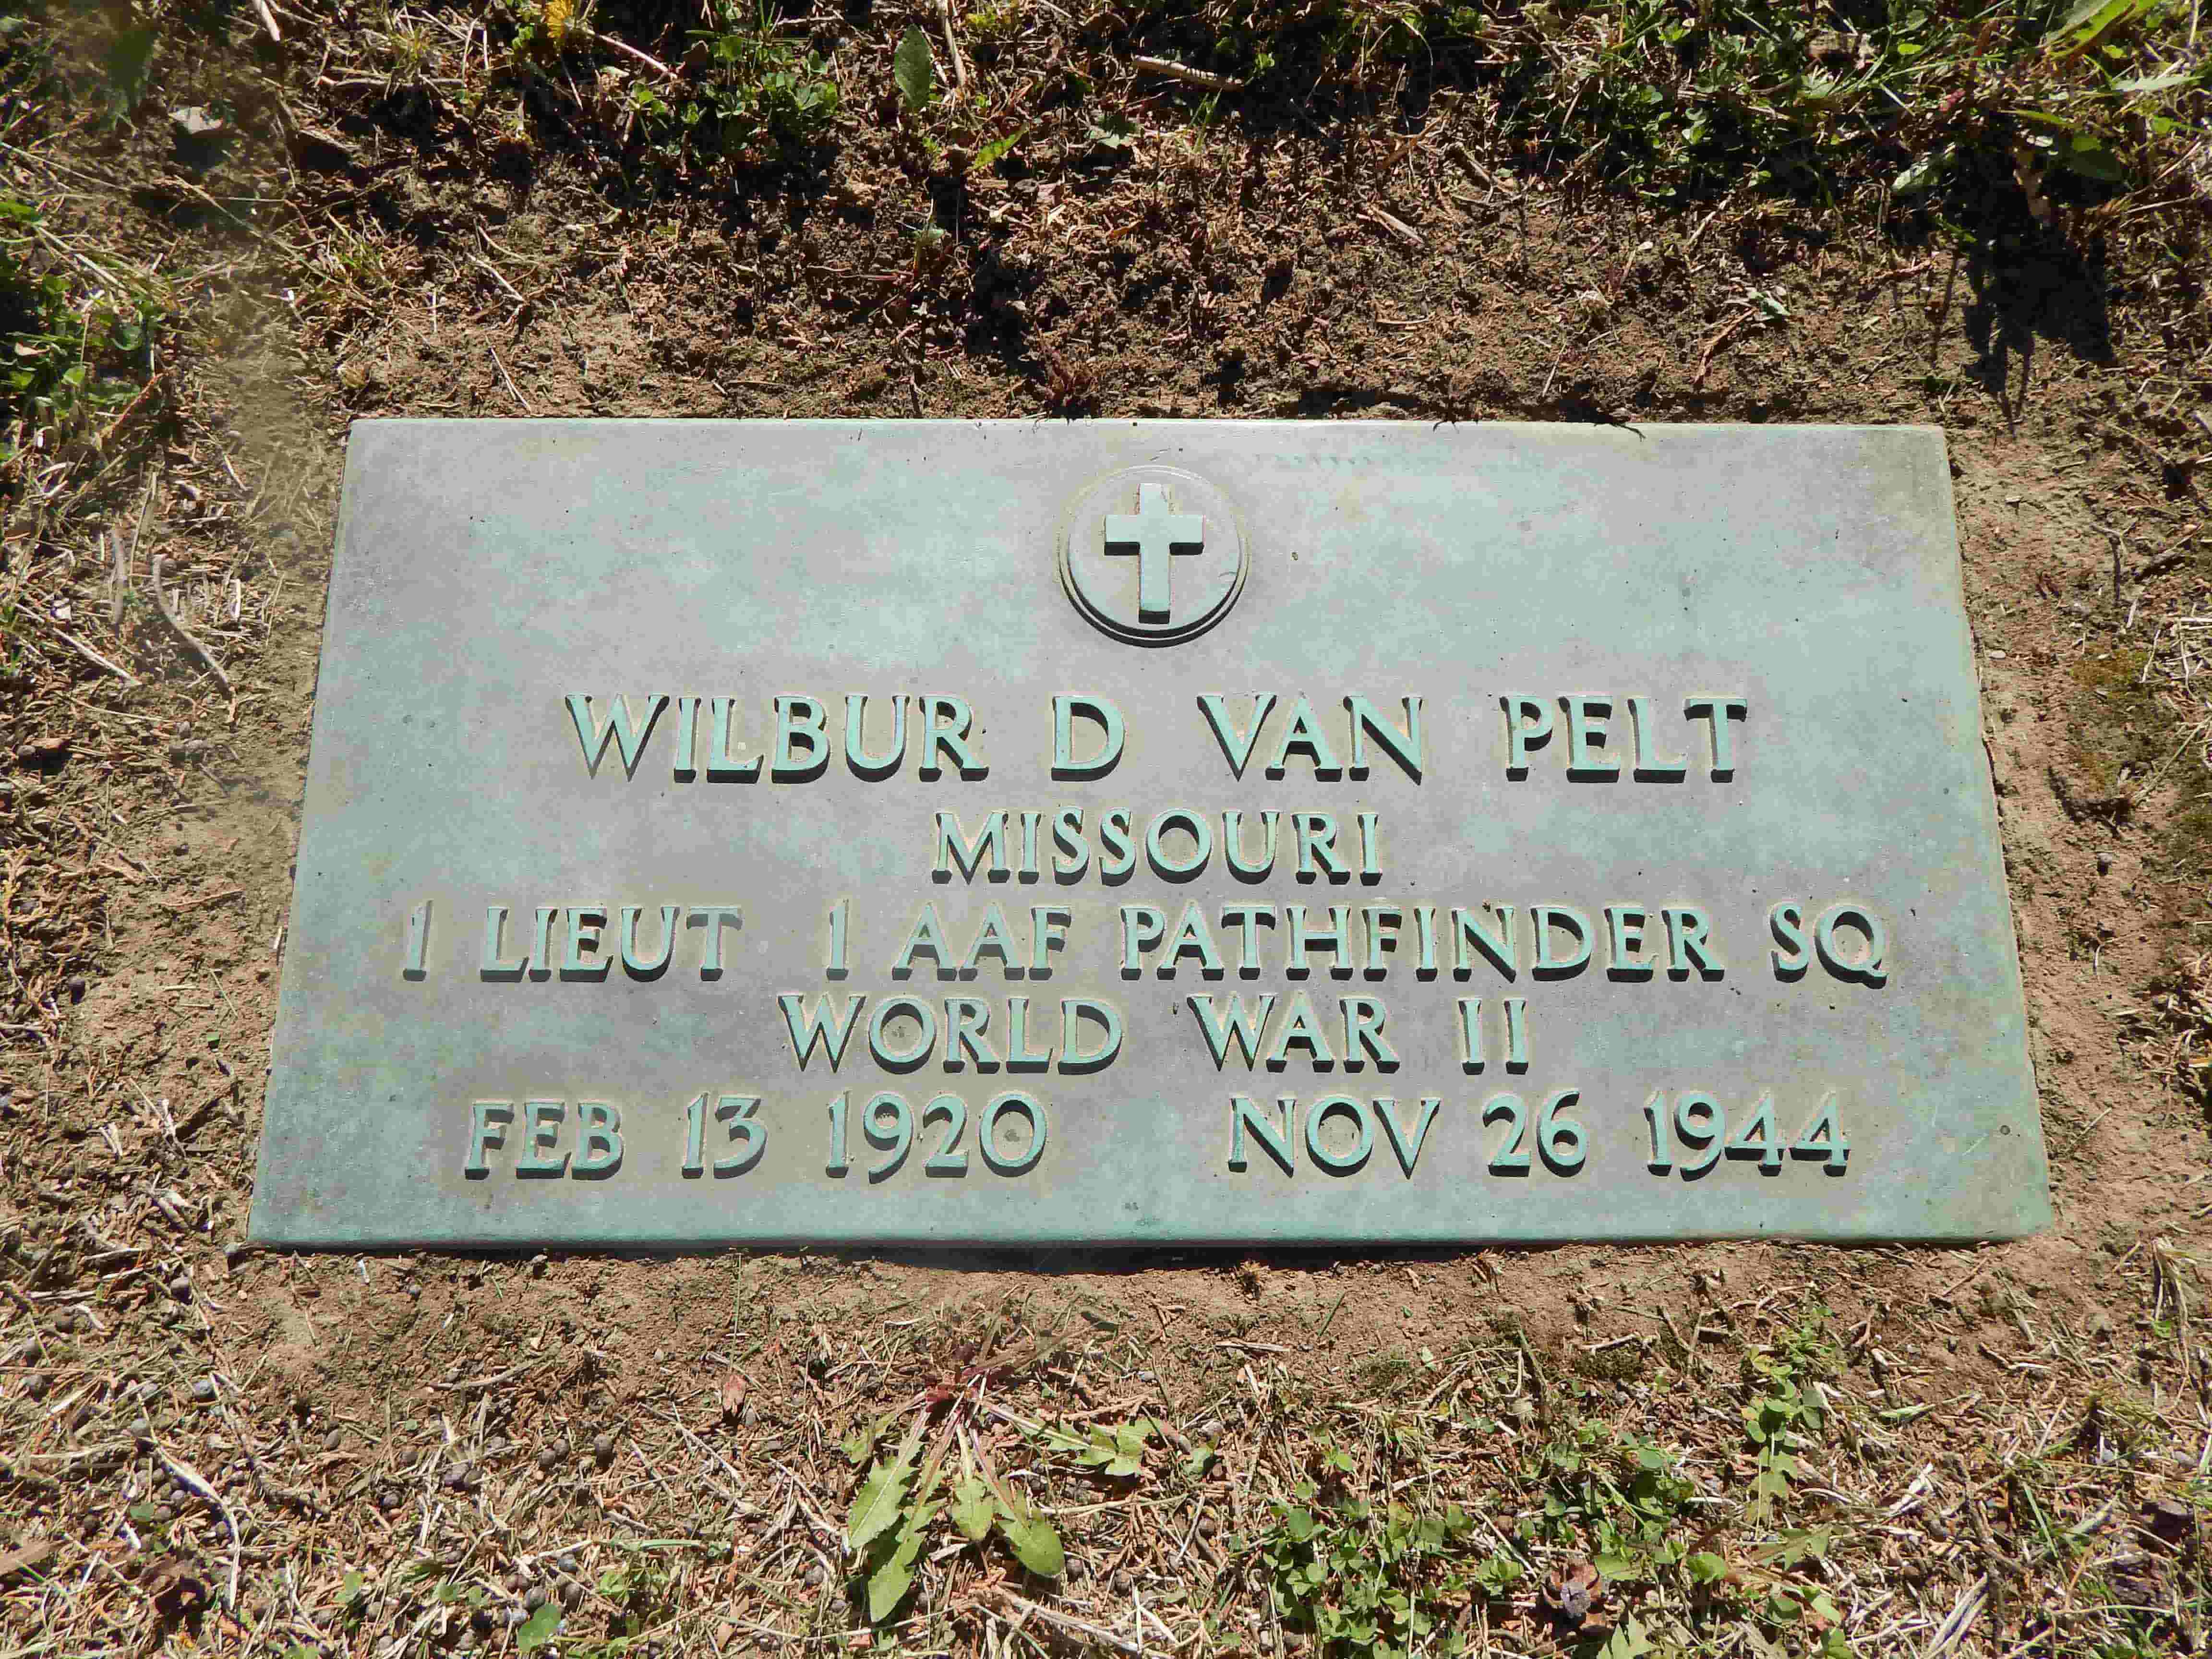 WILBUR D VAN PELT
MISSOURI
1 LIEUT 1 AAF PATHFINDER SQ
WORLD WAR II
FEB 13 1920 NOV 26 1944